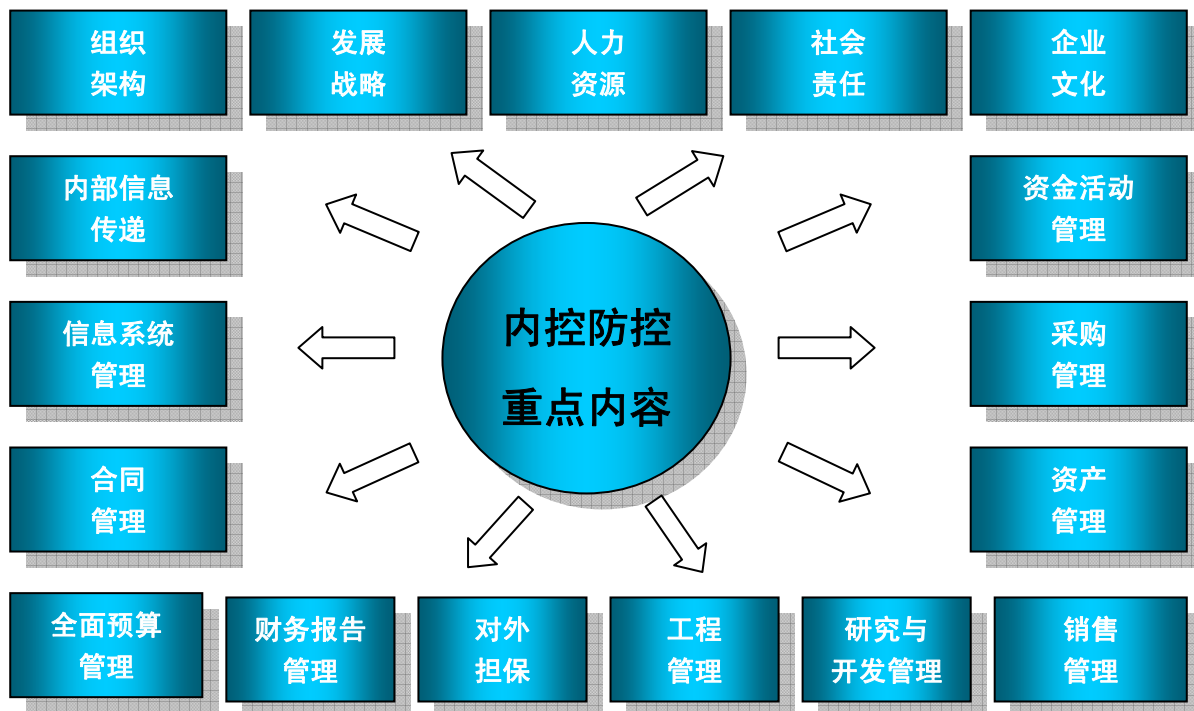 组织
架构
发展
战略
人力
资源
社会
责任
企业
文化
内部信息
传递
资金活动
管理
信息系统
管理
内控防控
重点内容
采购
管理
合同
管理
资产
管理
全面预算
管理
财务报告
管理
对外
担保
工程
管理
研究与
开发管理
销售
管理